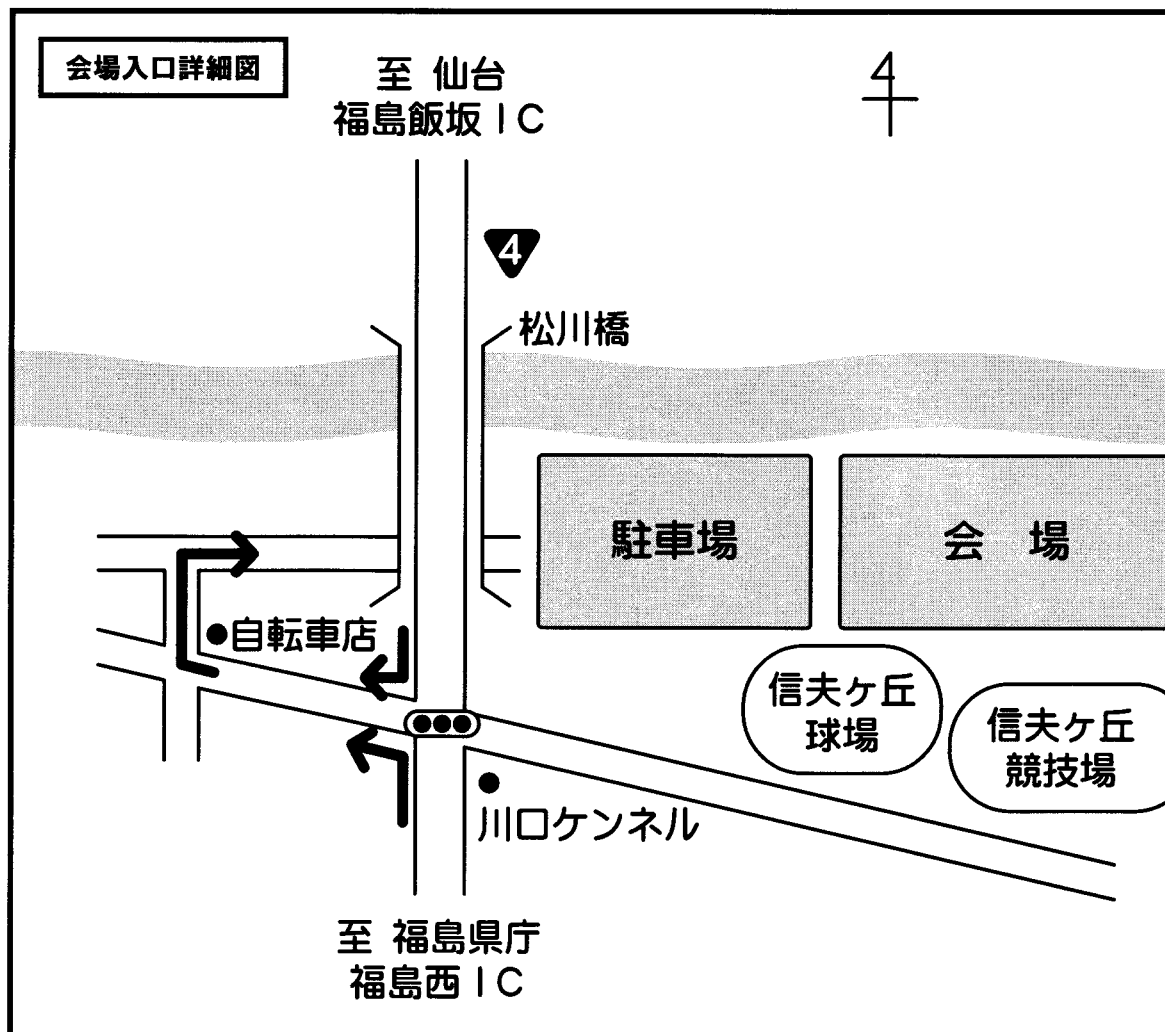 会場入口詳細図
至 仙台
福島飯坂IC
4
4
松川橋
駐車場
会 場
自転車店
信夫ヶ丘
球場
信夫ヶ丘
競技場
川口ケンネル
至 福島県庁
福島西IC